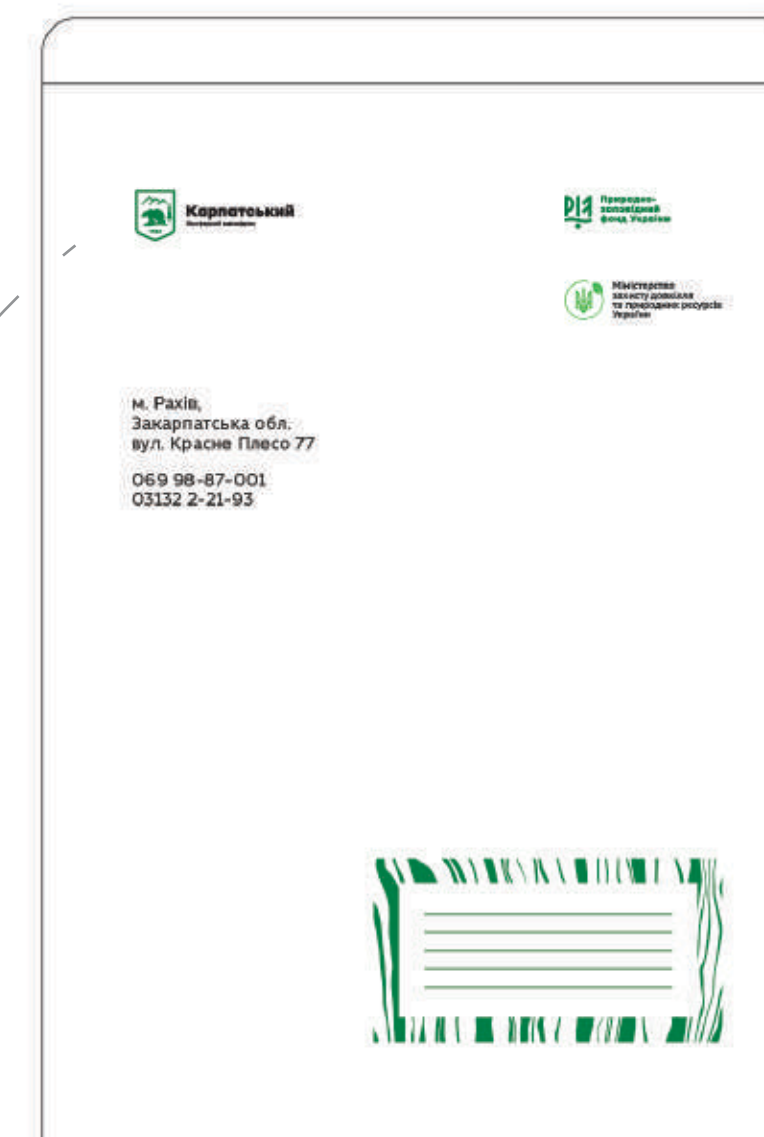 Карпатський
м. Рахів,
Закарпатська обл.
вул. Красне Плесо 77
069 98-87-001
03132 2-21-93
Природно-
заповідний
фонд України
Міністерство
захисту довкілля
та природних ресурсів
України